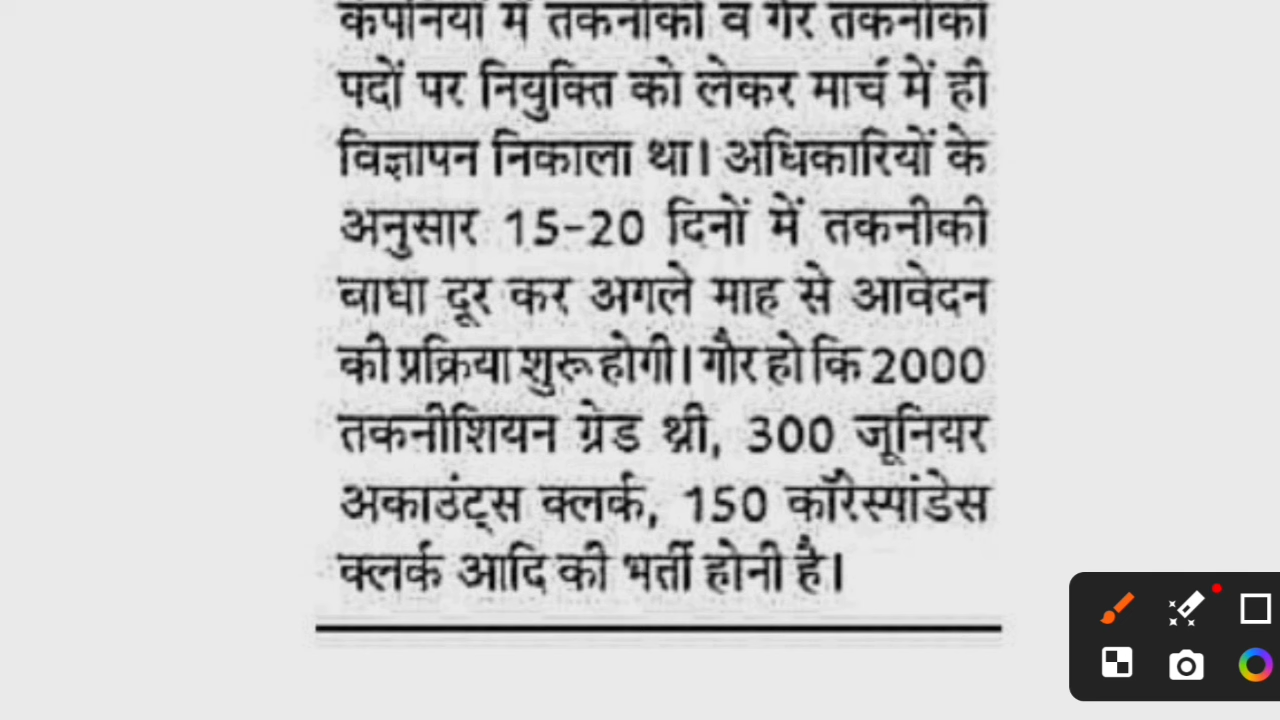 कंपनियों में तकनीकी व गैर तकनीकी
पदों पर नियुक्ति को लेकर मार्च में ही
विज्ञापन निकाला था। अधिकारियों के
अनुसार 15-20 दिनों में तकनीकी
बाधा दूर कर अगले माह से आवेदन
की प्रक्रिया शुरू होगी। गौर हो कि 2000
तकनीशियन ग्रेड थ्री, 300 जूनियर
अकाउंट्स क्लर्क, 150 कॉरेस्पांडेस
क्लर्क आदि की भर्ती होनी है।